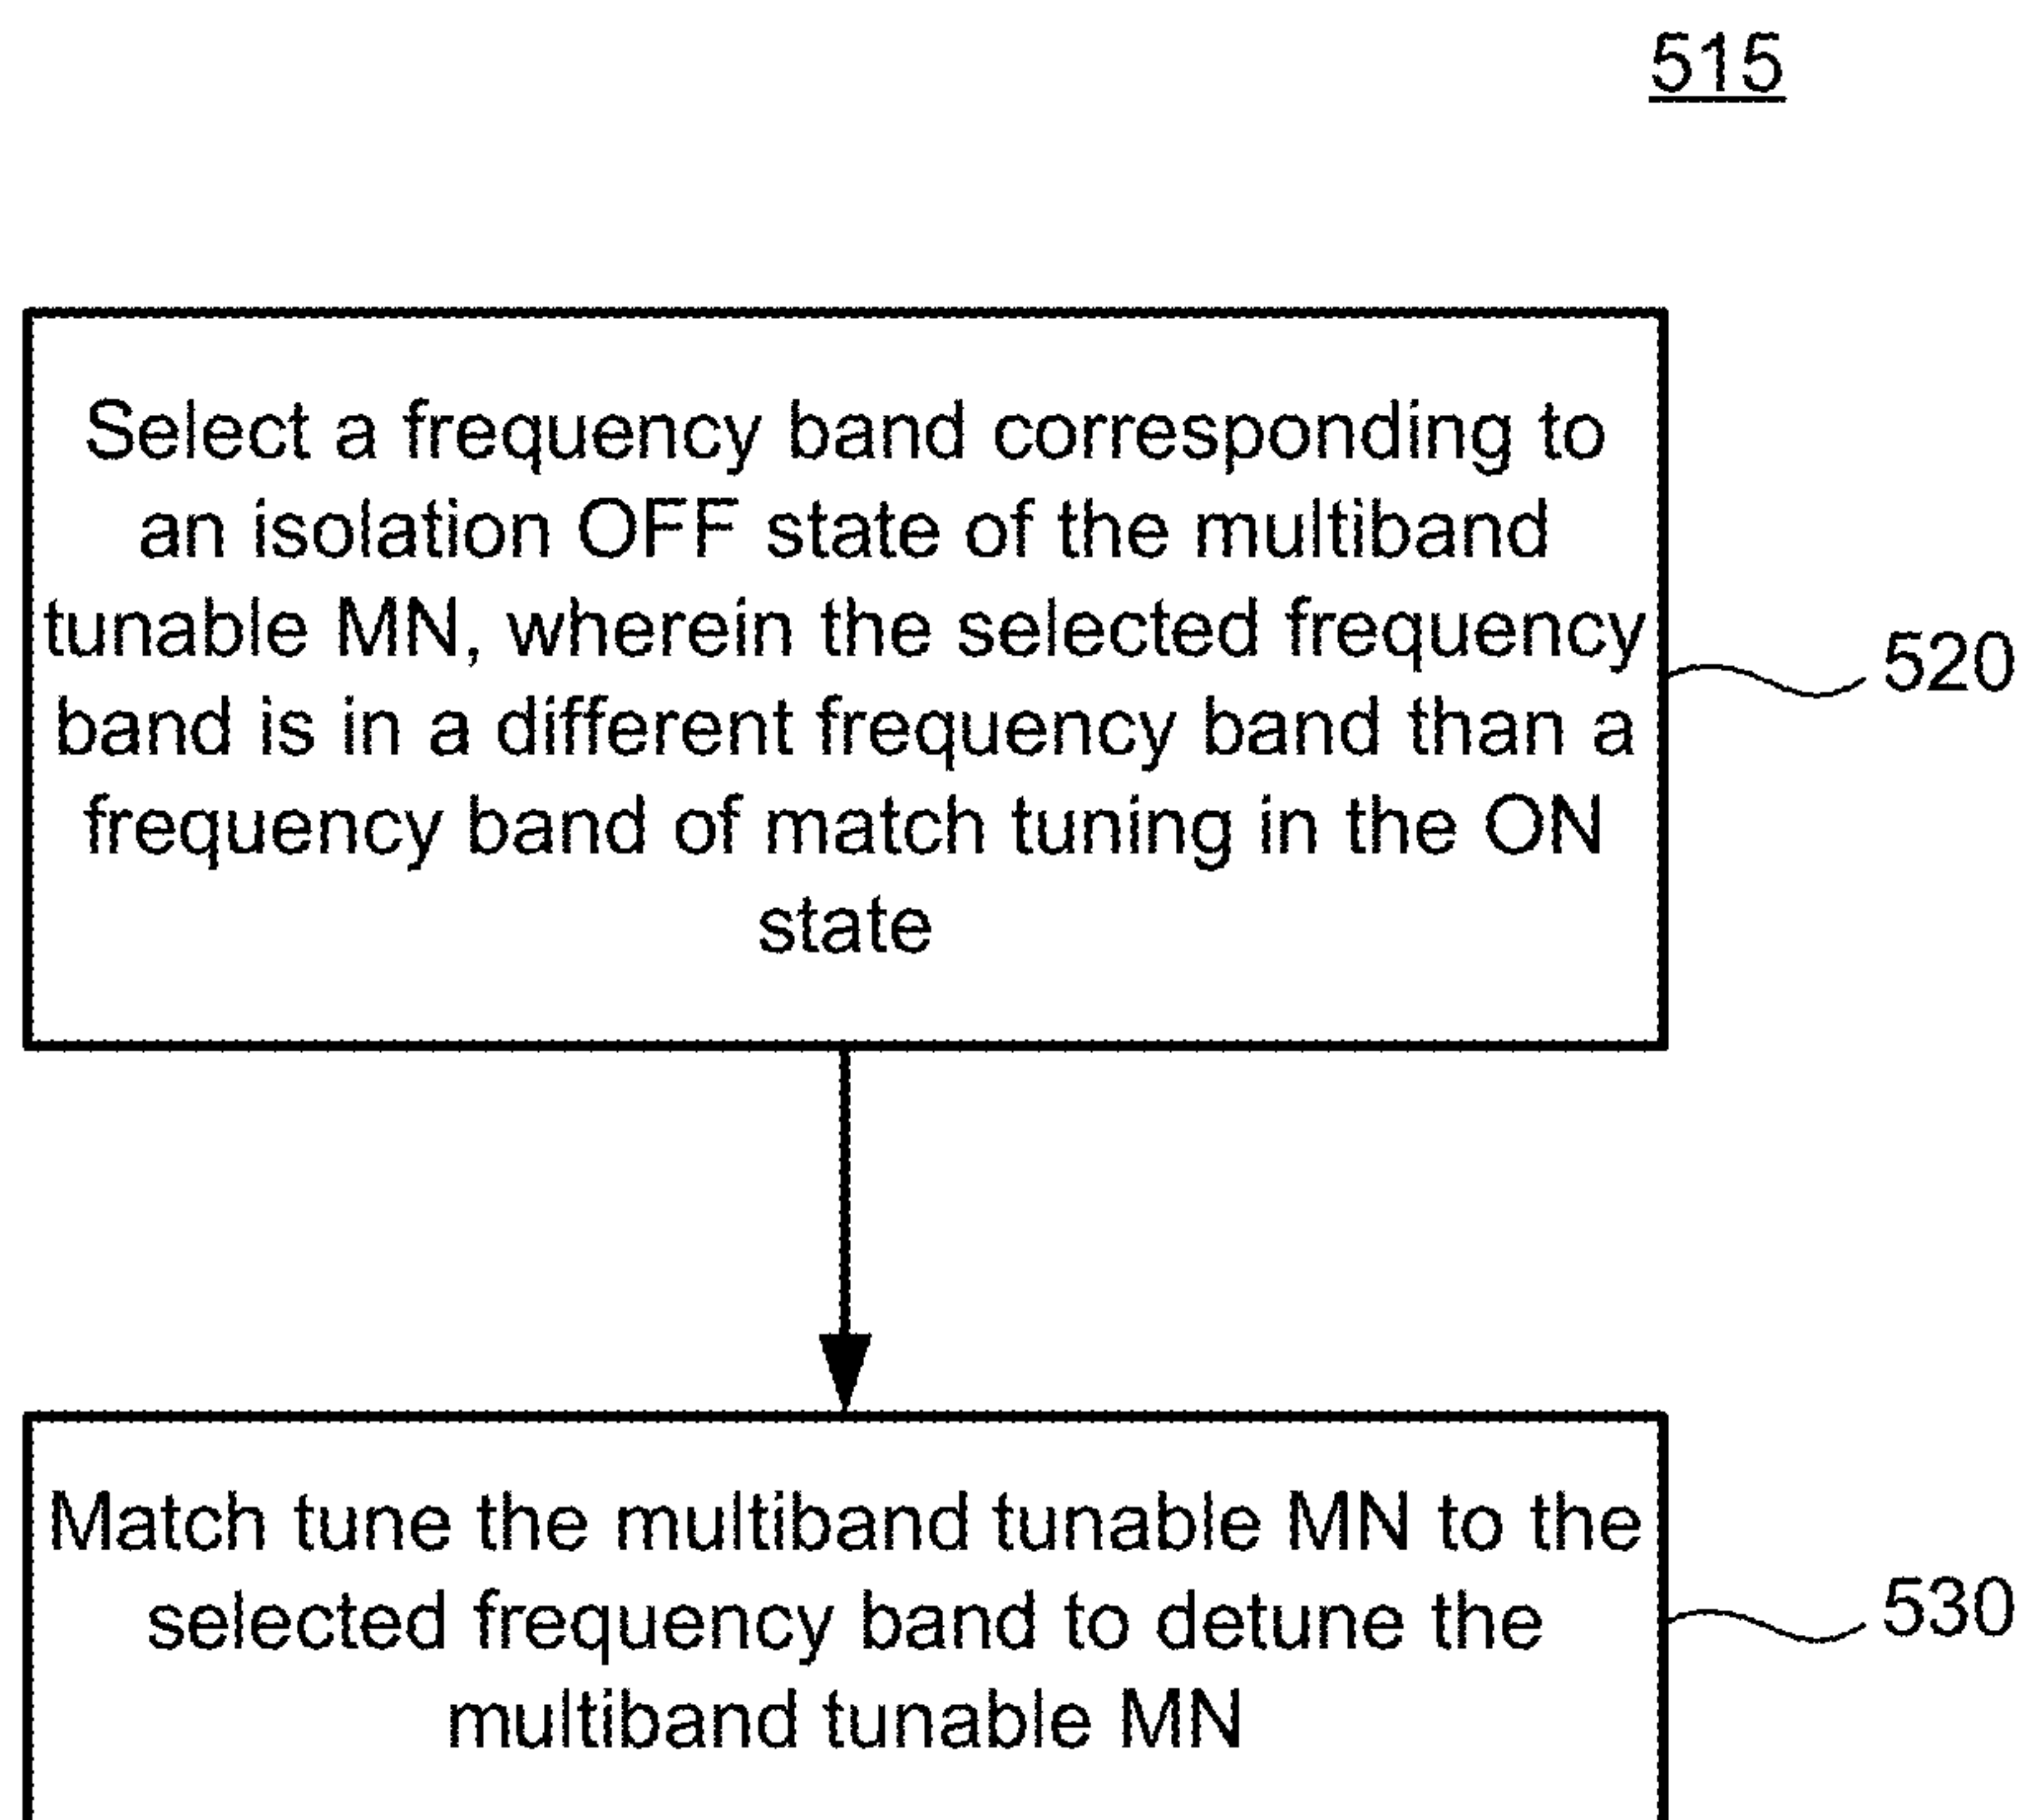 515
Select a frequency band corresponding to
an isolation OFF state of the multiband
tunable MN, wherein the selected frequency
band is in a different frequency band than a
frequency band of match tuning in the ON
state
520
Match tune the multiband tunable MN to the
selected frequency band to detune the
multiband tunable MN
530